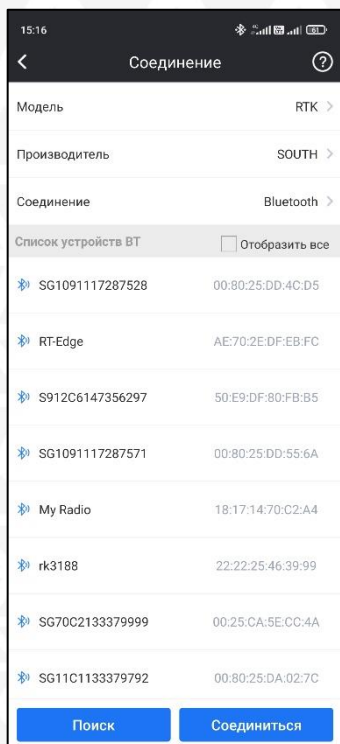 15:16 61
Соединение
Модель RTK
Производитель SOUTH
Соединение Bluetooth
Список устройств BT Отобразить все
SG1091117287528 00:80:25:DD:4C:D5
RT-Edge AE:70:2E:DF:EB:FC
S912C6147356297 50:E9:DF:80:FB:B5
SG1091117287571 00:80:25:DD:55:6A
My Radio 18:17:14:70:C2:A4
rk3188 22:22:25:46:39:99
SG70C2133379999 00:25:CA:5E:CC:4A
SG11C1133379792 00:80:25:DA:02:7C
Поиск Соединиться